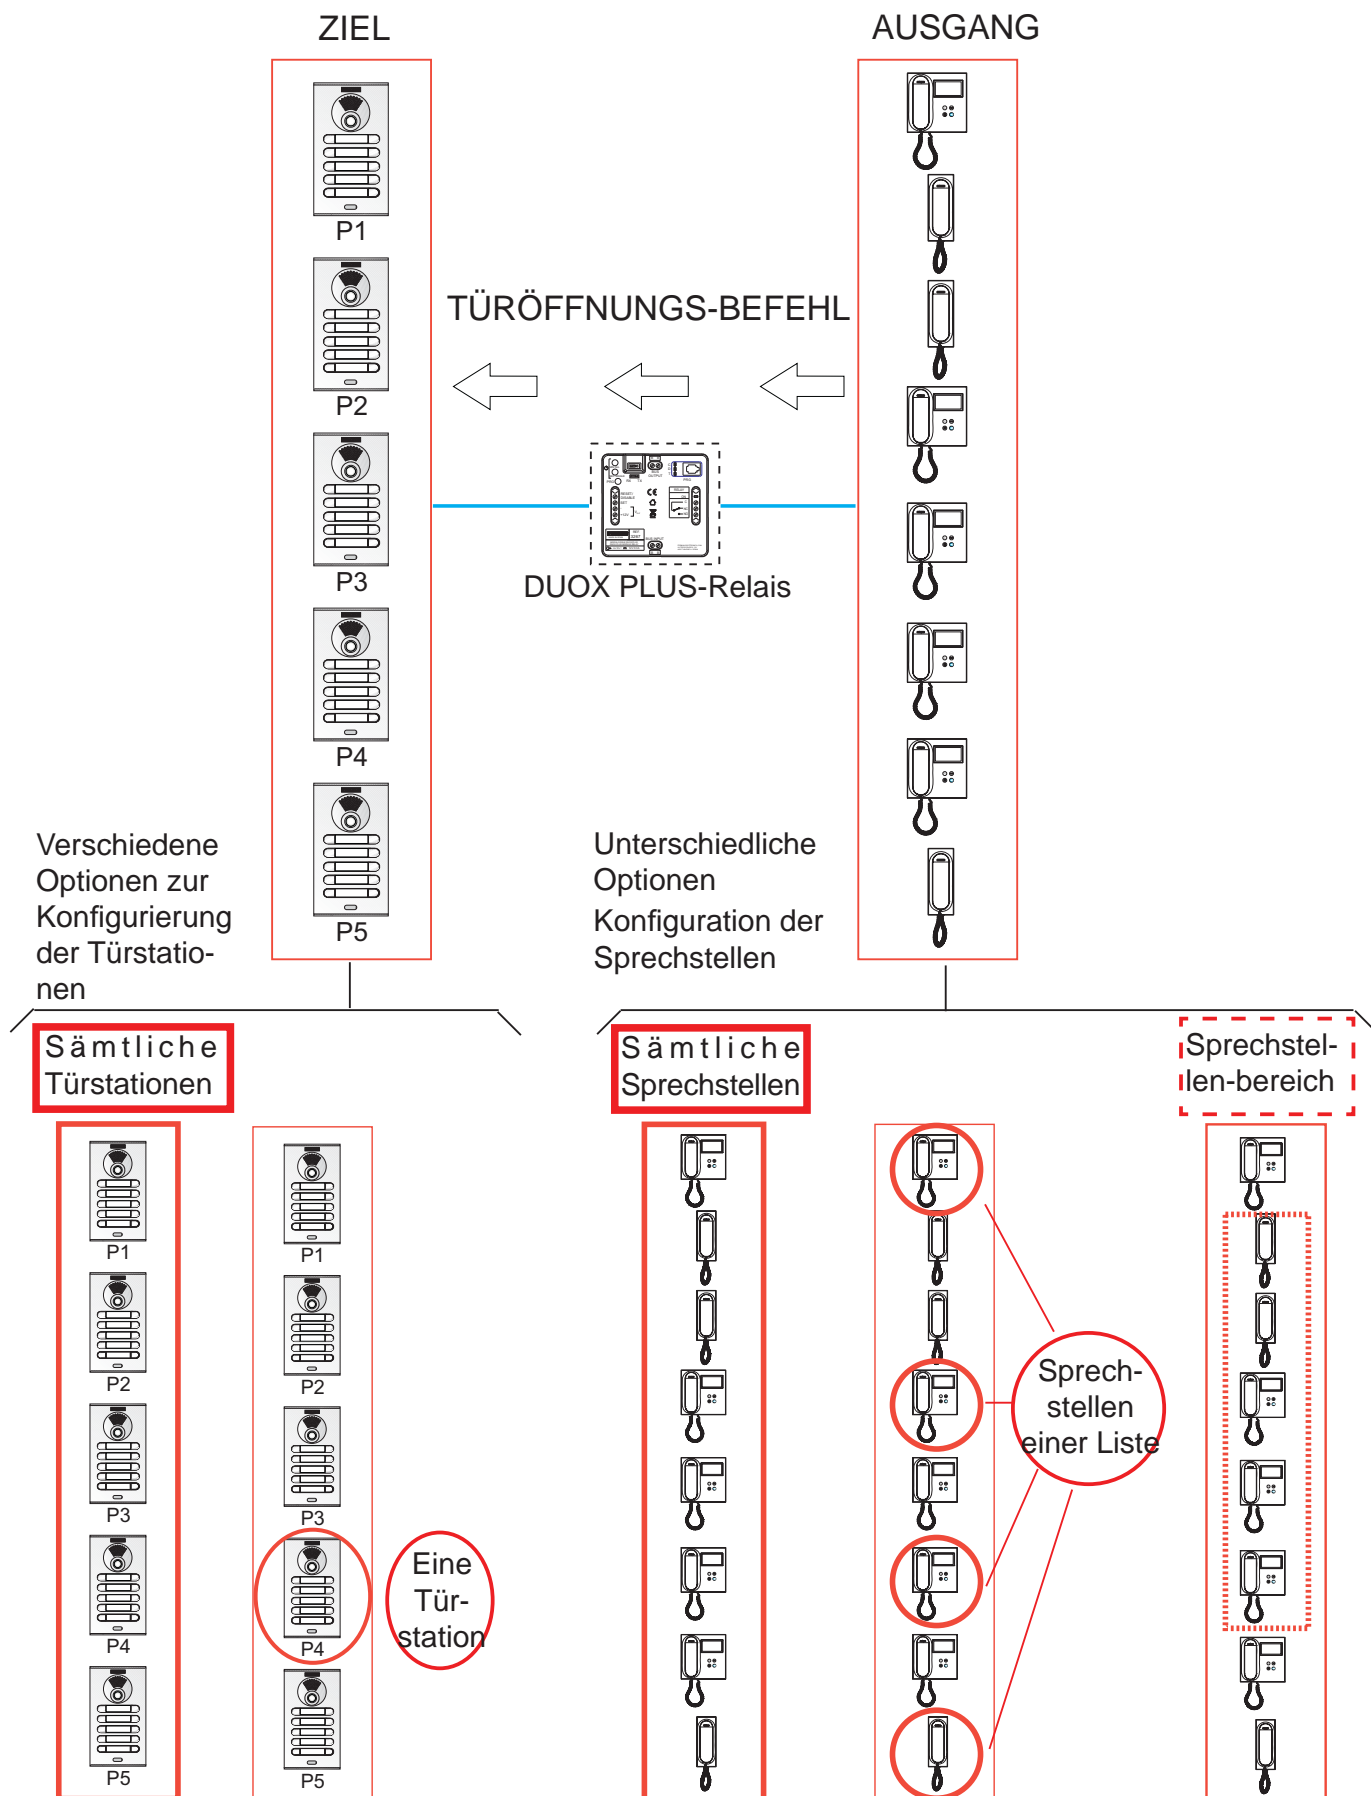 ZIEL
AUSGANG
P1
P2
P3
P4
P5
TÜRÖFFNUNGS-BEFEHL
DUOX PLUS-Relais
Verschiedene
Optionen zur
Konfigurierung
der Türstatio-
nen
Unterschiedliche
Optionen
Konfiguration der
Sprechstellen
Sämtliche
Türstationen
Sämtliche
Sprechstellen
Sprechstel-
len-bereich
P1
P2
P3
P4
P5
P1
P2
P3
P4
P5
Eine
Tür-
station
Sprech-
stellen
einer Liste